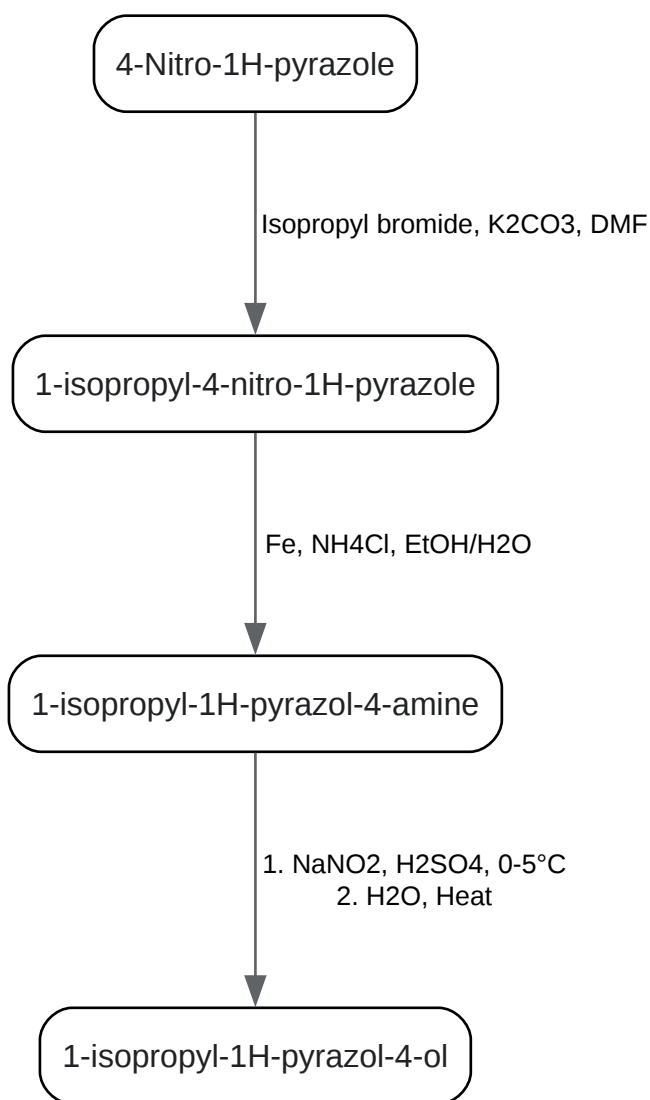 4-Nitro-1H-pyrazole
Isopropyl bromide, K2CO3, DMF
1-isopropyl-4-nitro-1H-pyrazole
Fe, NH4Cl, EtOH/H2O
1-isopropyl-1H-pyrazol-4-amine
1. NaNO2, H2SO4, 0-5°C
2. H2O, Heat
1-isopropyl-1H-pyrazol-4-ol